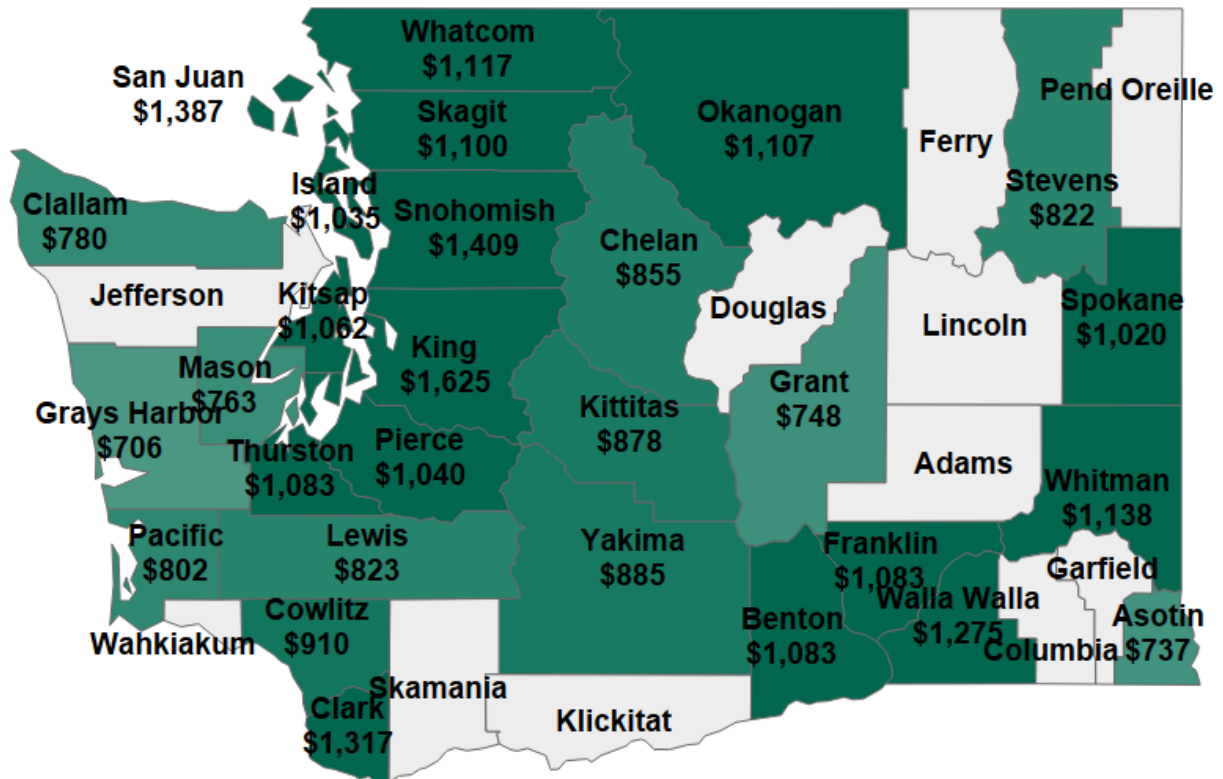 Whatcom
$1,117
San Juan
$1,387
Skagit
$1,100
Okanogan
$1,107
Ferry
Pend Oreille
Stevens
$822
Island
$1,035
Clallam
$780
Snohomish
$1,409
Chelan
$855
Jefferson
Kitsap
$1,062
Douglas
Lincoln
Spokane
$1,020
King
$1,625
Mason
$763
Grays Harbor
$706
Kittitas
$878
Grant
$748
Thurston
$1,083
Pierce
$1,040
Adams
Whitman
$1,138
Pacific
$802
Lewis
$823
Yakima
$885
Franklin
$1,083
Garfield
Walla Walla
$1,275
Asotin
$737
Columbia
Wahkiakum
Cowlitz
$910
Benton
$1,083
Skamania
Clark
$1,317
Klickitat